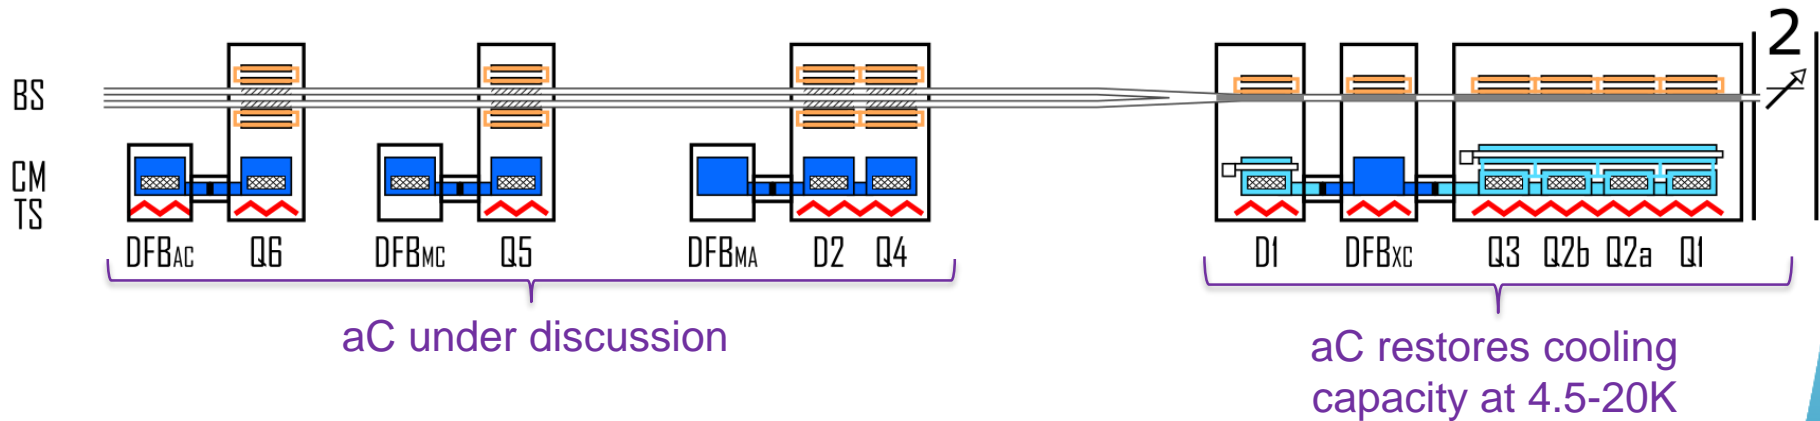 2
BS
CM
TS
DFBAC Q6 DFBMC Q5 DFBMA D2 Q4 D1 DFBXC Q3 Q2b Q2a Q1
aC under discussion
aC restores cooling
capacity at 4.5-20K